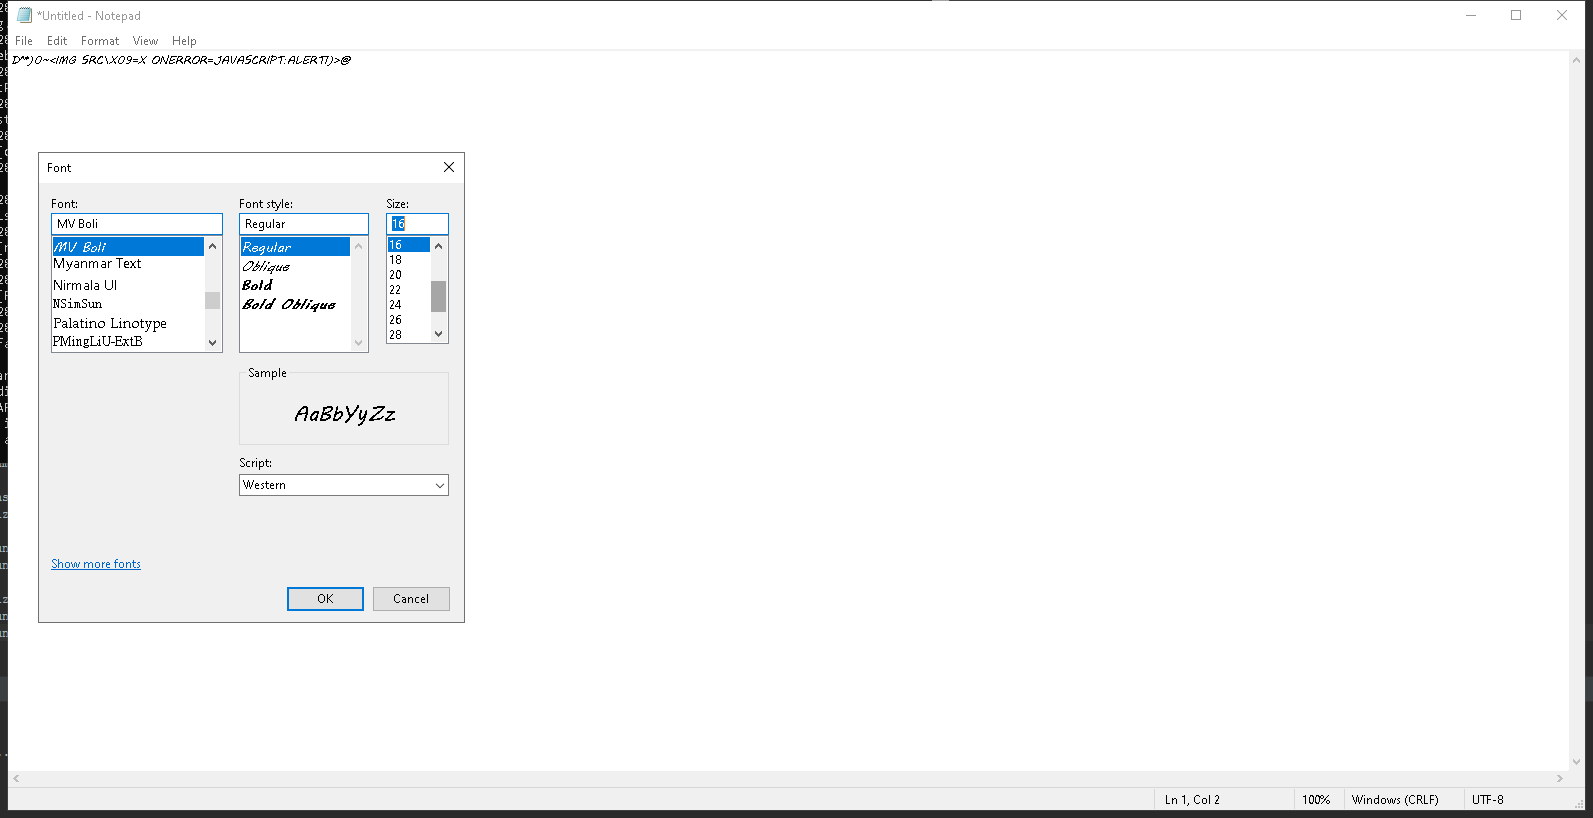 *Untitled - Notepad
File Edit Format View Help
D^*)0~<IMG SRC\X09=X ONERROR=JAVASCRIPT:ALERT1)>@
Font
Font: Font style: Size:
MV Boli Regular 16
MV Boli Regular 16
Myanmar Text Oblique 18
Nirmala UI Bold 20
NSimSun Bold Oblique 22
Palatino Linotype 24
PMingLiU-ExtB 26
28
Sample
AaBbYyZz
Script:
Western
Show more fonts
OK Cancel
Ln 1, Col 2 100% Windows (CRLF) UTF-8